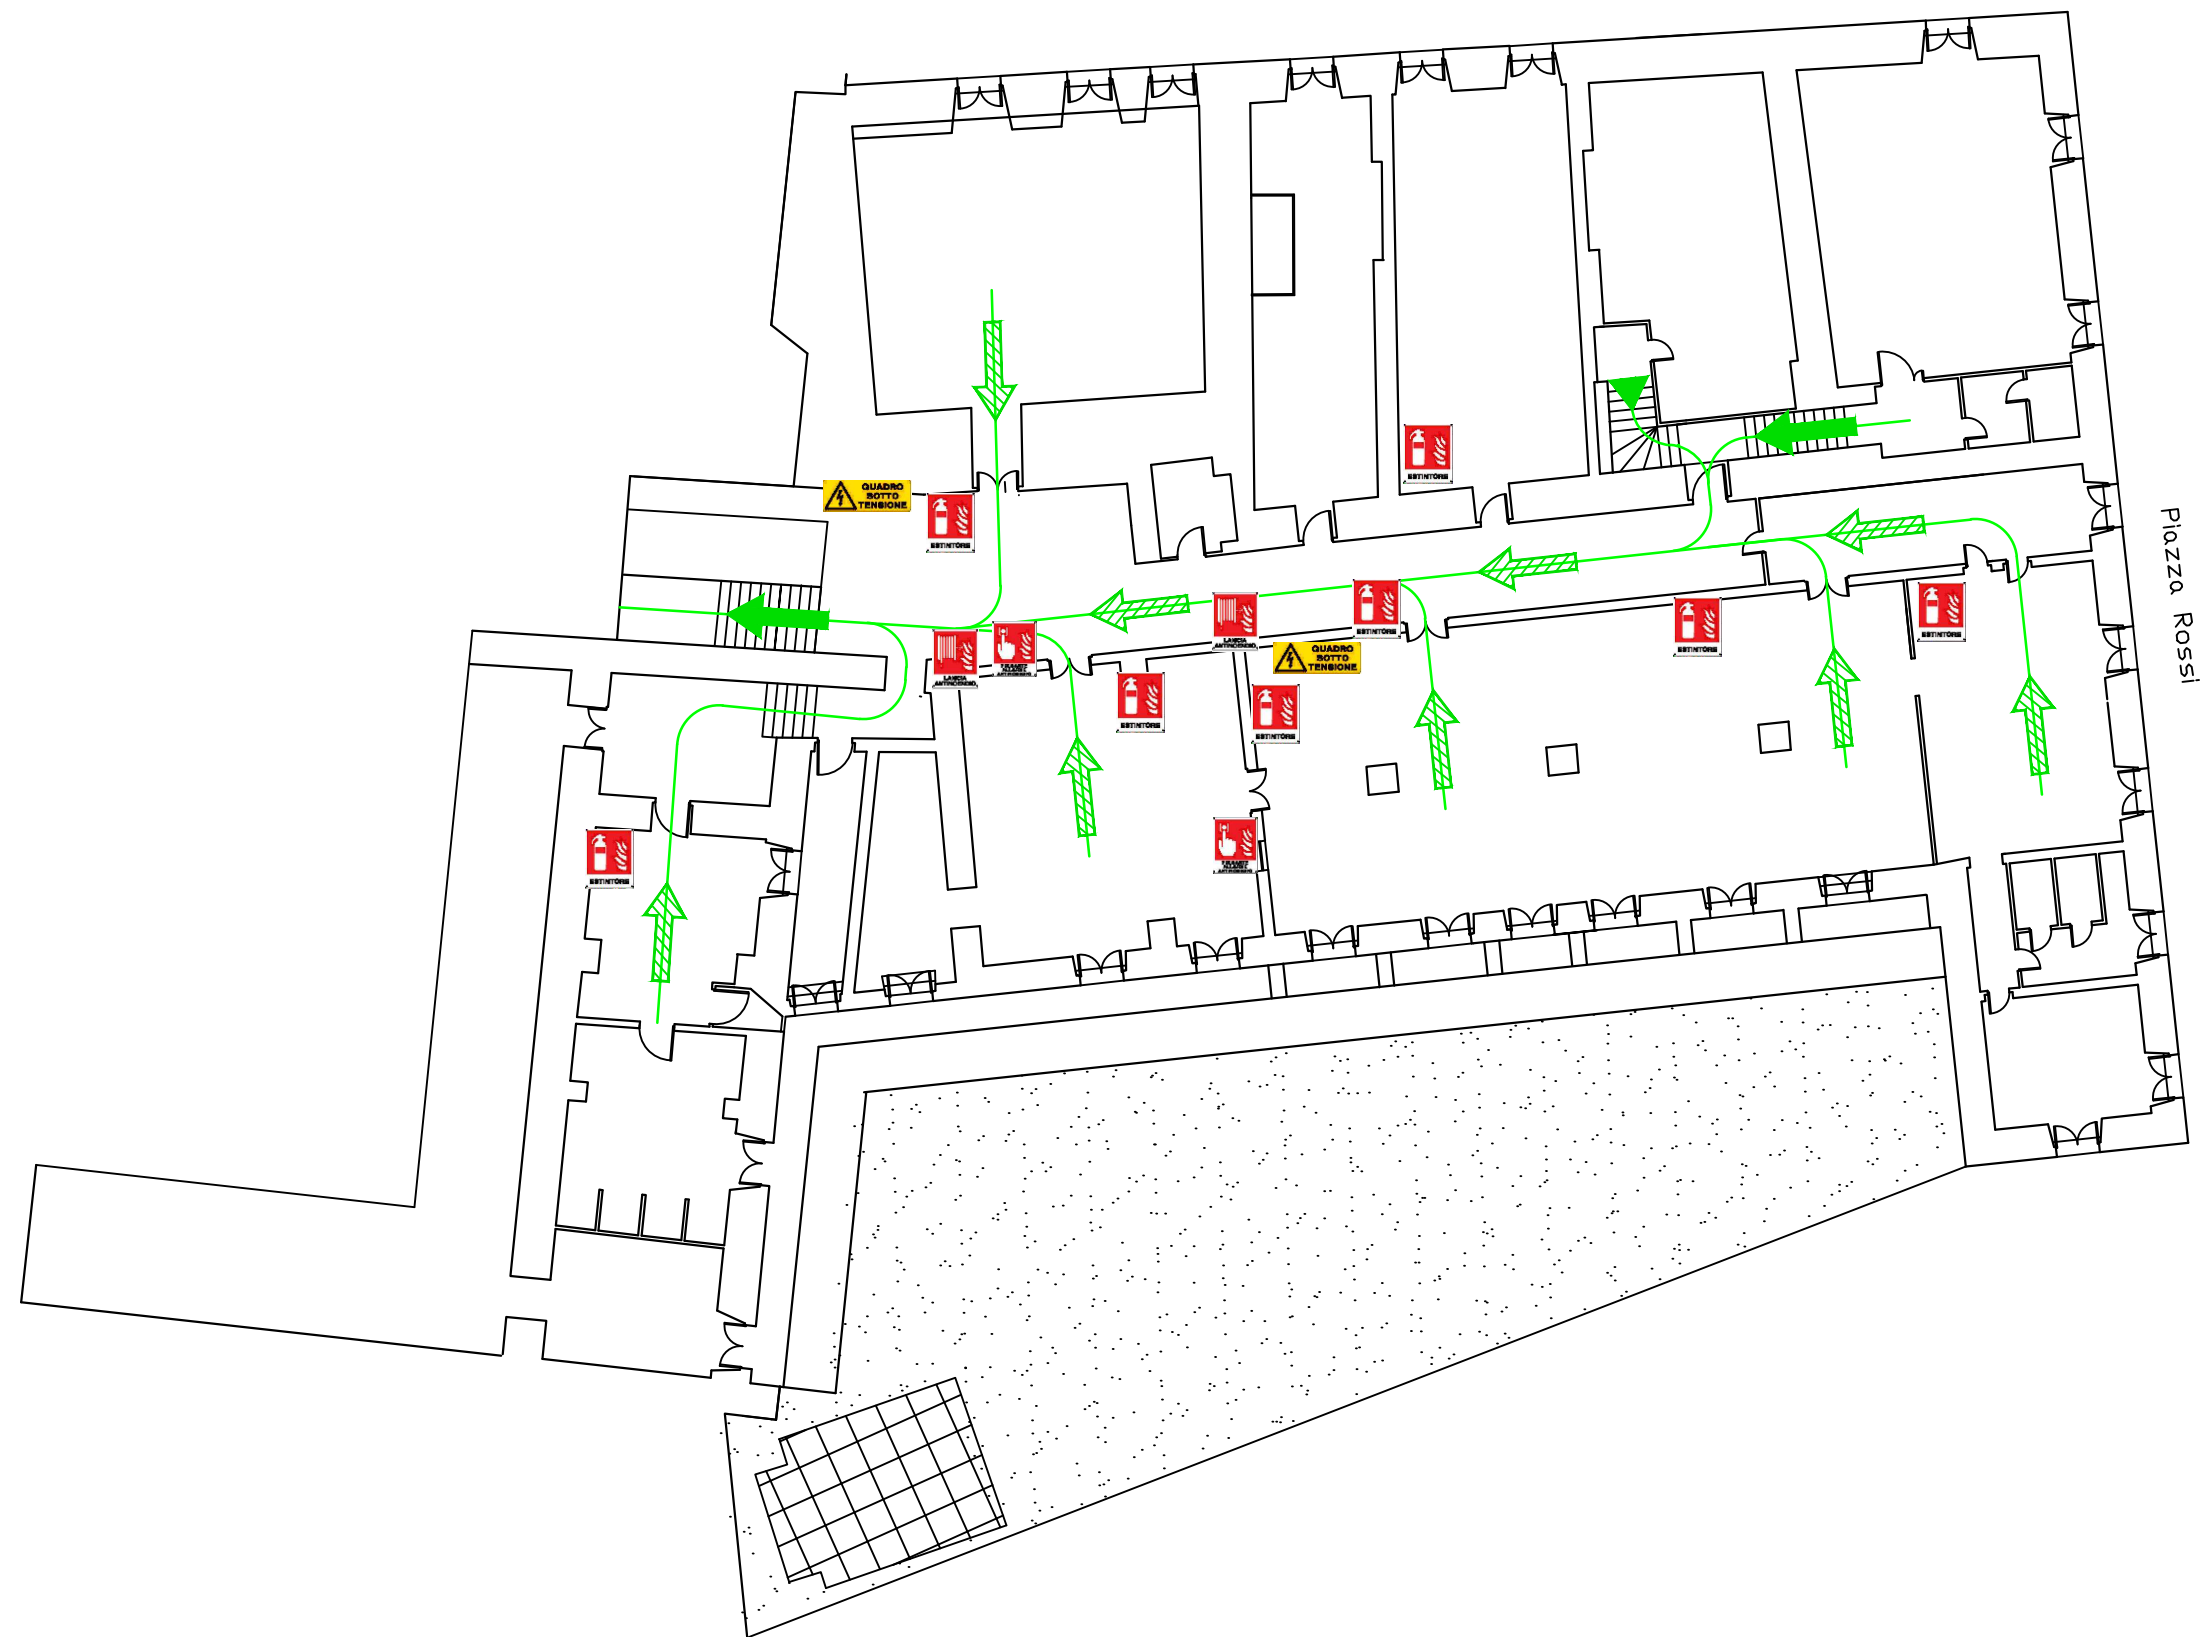 ESTINTORE
QUADRO
SOTTO
TENSIONE
ESTINTORE
Piazza Rossi
LANCIA
ANTINCENDIO
ESTINTORE
ESTINTORE
ESTINTORE
LANCIA
ANTINCENDIO
QUADRO
SOTTO
TENSIONE
ESTINTORE
ESTINTORE
ESTINTORE